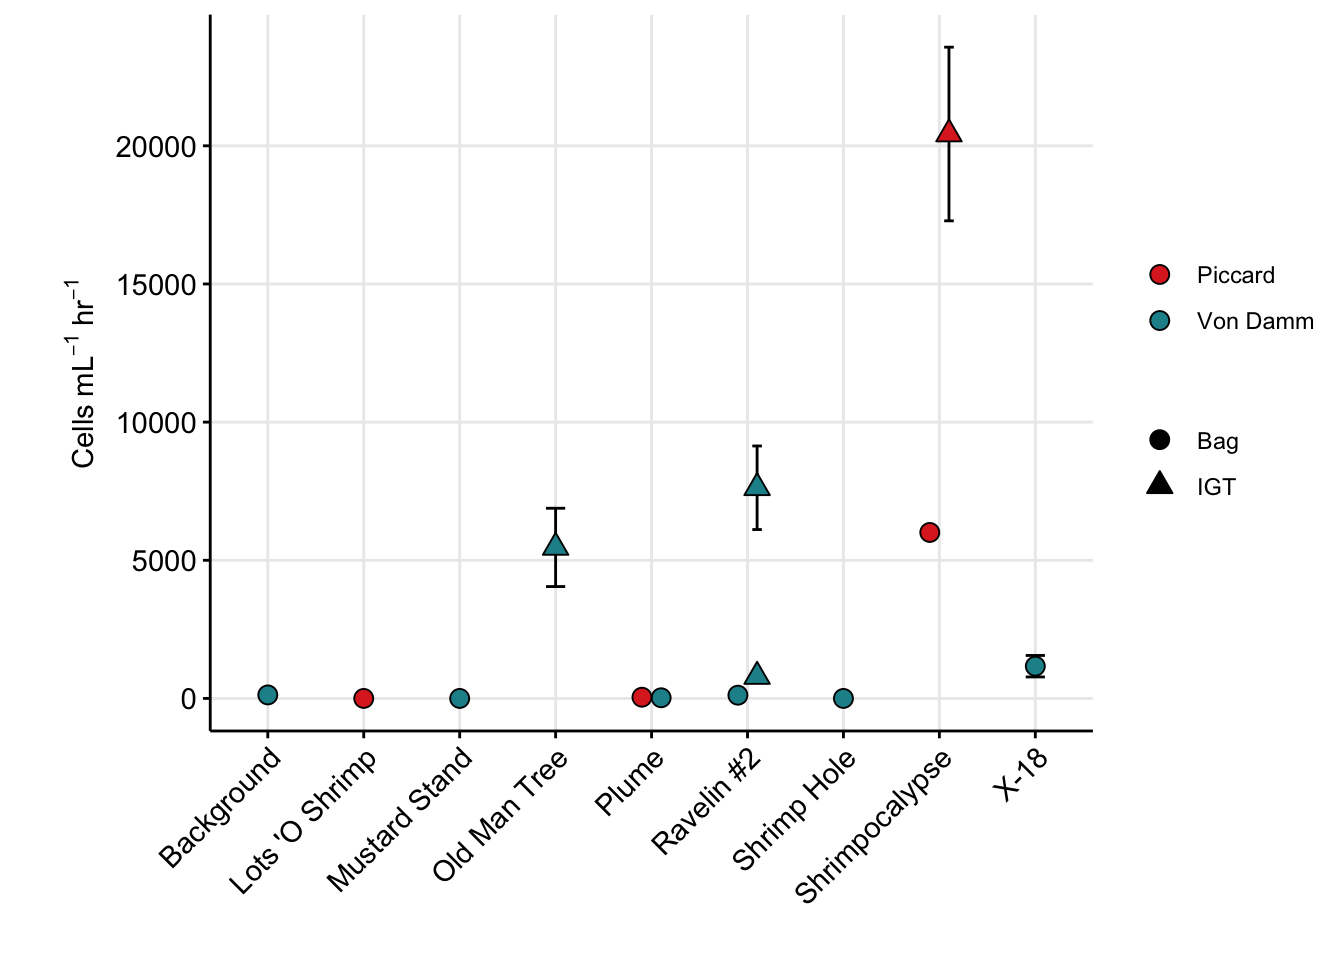 Cells mL⁻¹ hr⁻¹
20000
15000
10000
5000
0
Background
Lots 'O Shrimp
Mustard Stand
Old Man Tree
Plume
Ravelin #2
Shrimp Hole
Shrimpocalypse
X-18
Piccard
Von Damm
Bag
IGT